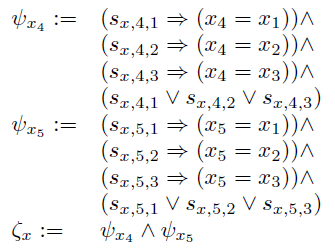 ψ_{x_4} := (s_{x,4,1} ⇒ (x_4 = x_1))∧
(s_{x,4,2} ⇒ (x_4 = x_2))∧
(s_{x,4,3} ⇒ (x_4 = x_3))∧
(s_{x,4,1} ∨ s_{x,4,2} ∨ s_{x,4,3})
ψ_{x_5} := (s_{x,5,1} ⇒ (x_5 = x_1))∧
(s_{x,5,2} ⇒ (x_5 = x_2))∧
(s_{x,5,3} ⇒ (x_5 = x_3))∧
(s_{x,5,1} ∨ s_{x,5,2} ∨ s_{x,5,3})
ζ_x := ψ_{x_4} ∧ ψ_{x_5}